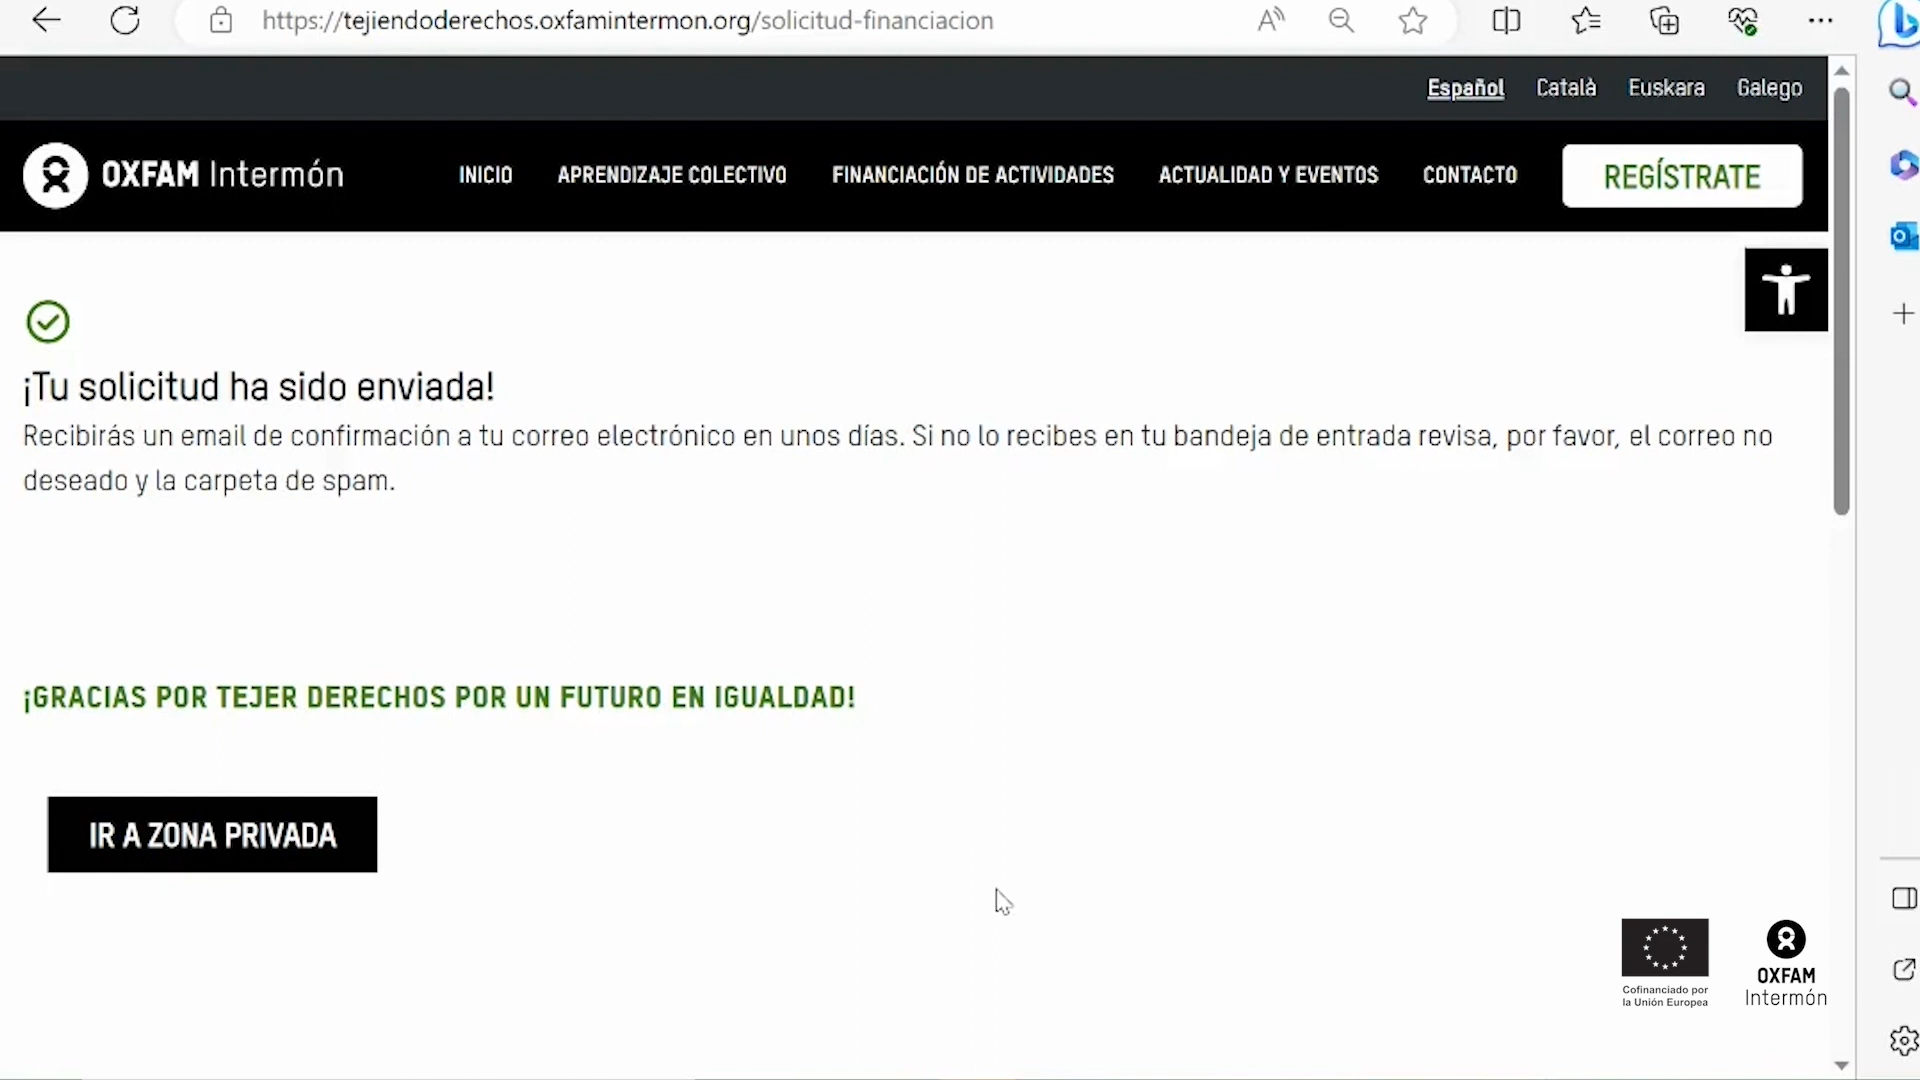 https://tejiendoderechos.oxfamintermon.org/solicitud-financiacion
Español Català Euskara Galego
OXFAM Intermón INICIO APRENDIZAJE COLECTIVO FINANCIACIÓN DE ACTIVIDADES ACTUALIDAD Y EVENTOS CONTACTO REGÍSTRATE
¡Tu solicitud ha sido enviada!
Recibirás un email de confirmación a tu correo electrónico en unos días. Si no lo recibes en tu bandeja de entrada revisa, por favor, el correo no
deseado y la carpeta de spam.
¡GRACIAS POR TEJER DERECHOS POR UN FUTURO EN IGUALDAD!
IR A ZONA PRIVADA
Cofinanciado por
la Unión Europea
OXFAM
Intermón